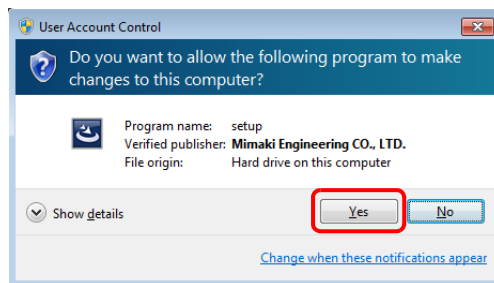 User Account Control
Do you want to allow the following program to make
changes to this computer?
Program name: setup
Verified publisher: Mimaki Engineering CO., LTD.
File origin: Hard drive on this computer
Show details
Yes
No
Change when these notifications appear